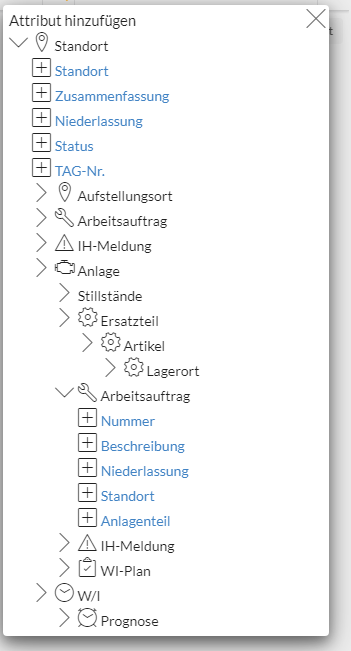 Attribut hinzufügen
Standort
Standort
Zusammenfassung
Niederlassung
Status
TAG-Nr.
Aufstellungsort
Arbeitsauftrag
IH-Meldung
Anlage
Stillstände
Ersatzteil
Artikel
Lagerort
Arbeitsauftrag
Nummer
Beschreibung
Niederlassung
Standort
Anlagenteil
IH-Meldung
WI-Plan
W/I
Prognose